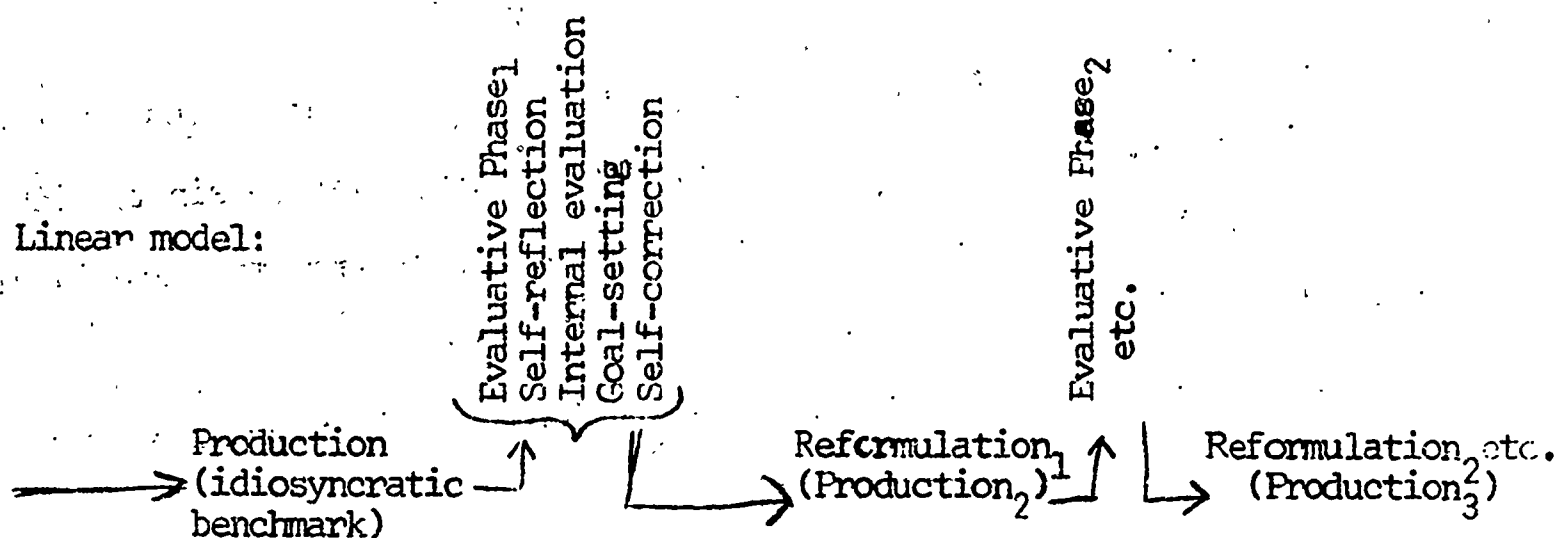 Linear model:
Production
(idiosyncratic
benchmark)
Evaluative Phase1
Self-reflection
Internal evaluation
Goal-setting
Self-correction
Reformulation1
(Production2)
Evaluative Phase2
etc.
Reformulation2 etc.
(Production3)